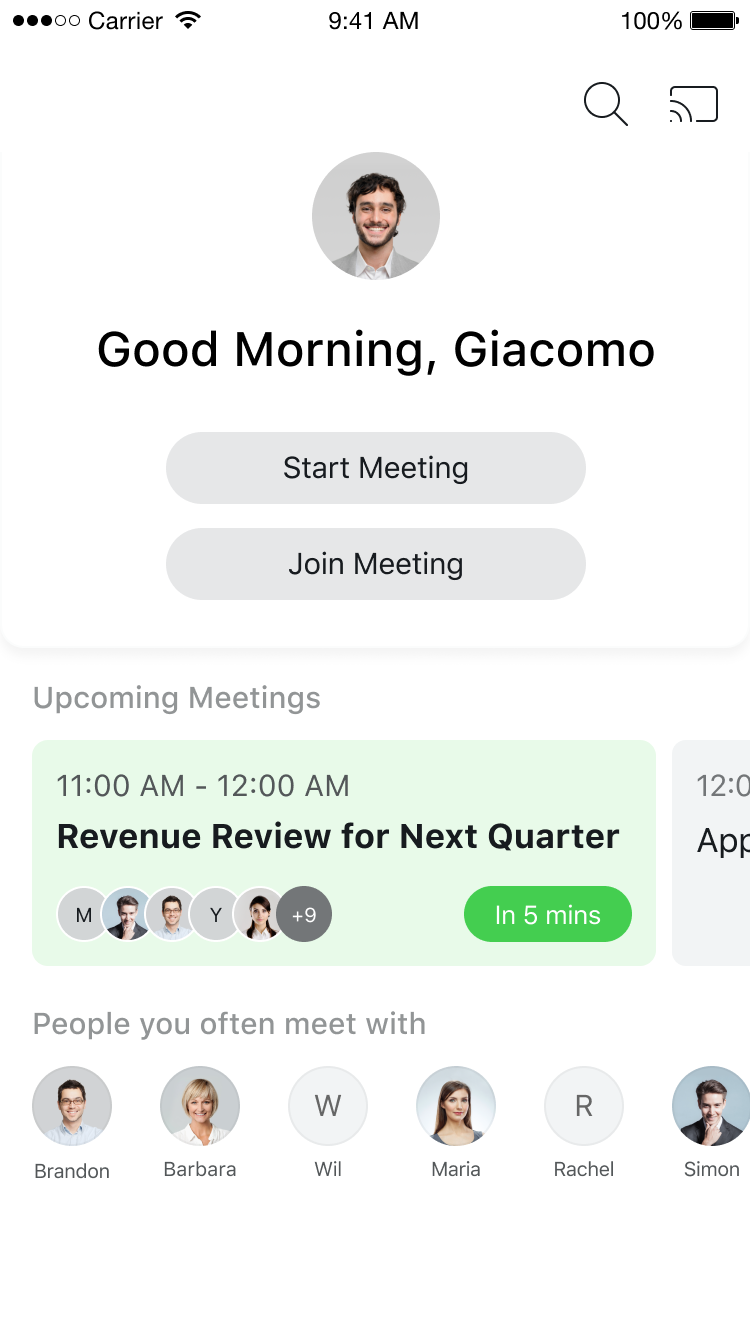 Carrier 9:41 AM 100%
Good Morning, Giacomo
Start Meeting
Join Meeting
Upcoming Meetings
11:00 AM - 12:00 AM 12:0
Revenue Review for Next Quarter App
M Y +9 In 5 mins
People you often meet with
W R
Brandon Barbara Wil Maria Rachel Simon